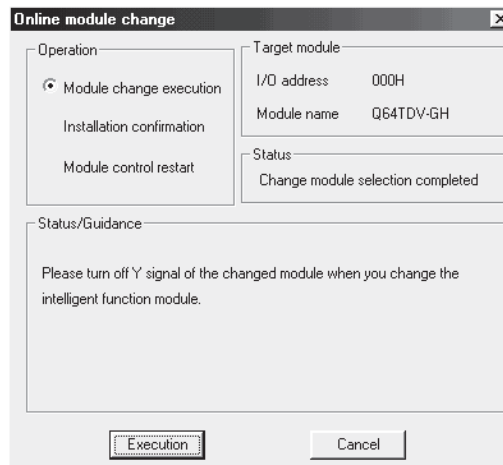 Online module change
Operation
Module change execution
Installation confirmation
Module control restart
Target module
I/O address 000H
Module name Q64TDV-GH
Status
Change module selection completed
Status/Guidance
Please turn off Y signal of the changed module when you change the
intelligent function module.
Execution
Cancel